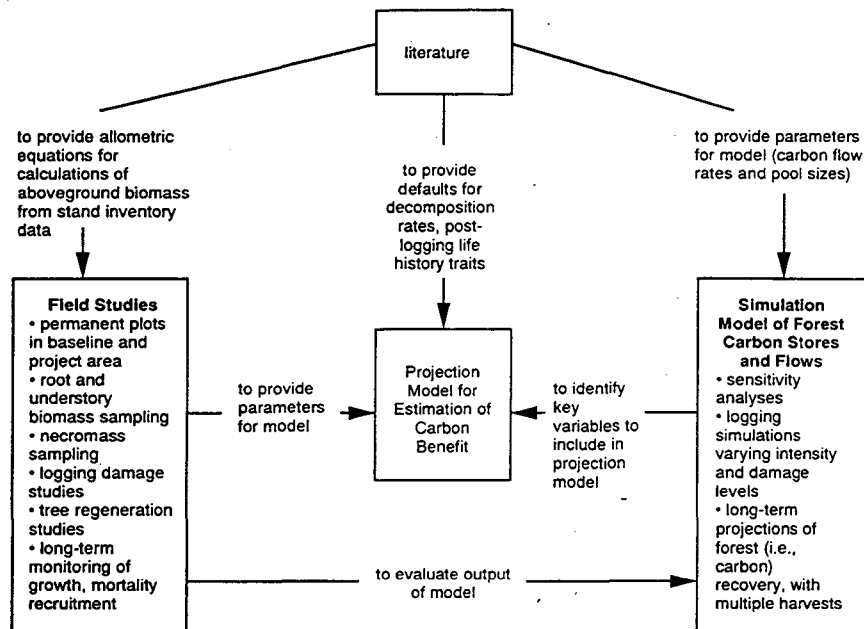 literature
to provide allometric
equations for
calculations of
aboveground biomass
from stand inventory
data
to provide
defaults for
decomposition
rates, post-
logging life
history traits
to provide parameters
for model (carbon flow
rates and pool sizes)
Field Studies
• permanent plots
in baseline and
project area
• root and
understory
biomass sampling
• necromass
sampling
• logging damage
studies
• tree regeneration
studies
• long-term
monitoring of
growth, mortality
recruitment
to provide
parameters
for model
Projection
Model for
Estimation of
Carbon
Benefit
to identify
key
variables to
include in
projection
model
Simulation
Model of Forest
Carbon Stores
and Flows
• sensitivity
analyses
• logging
simulations
varying intensity
and damage
levels
• long-term
projections of
forest (i.e.,
carbon)
recovery, with
multiple harvests
to evaluate output
of model